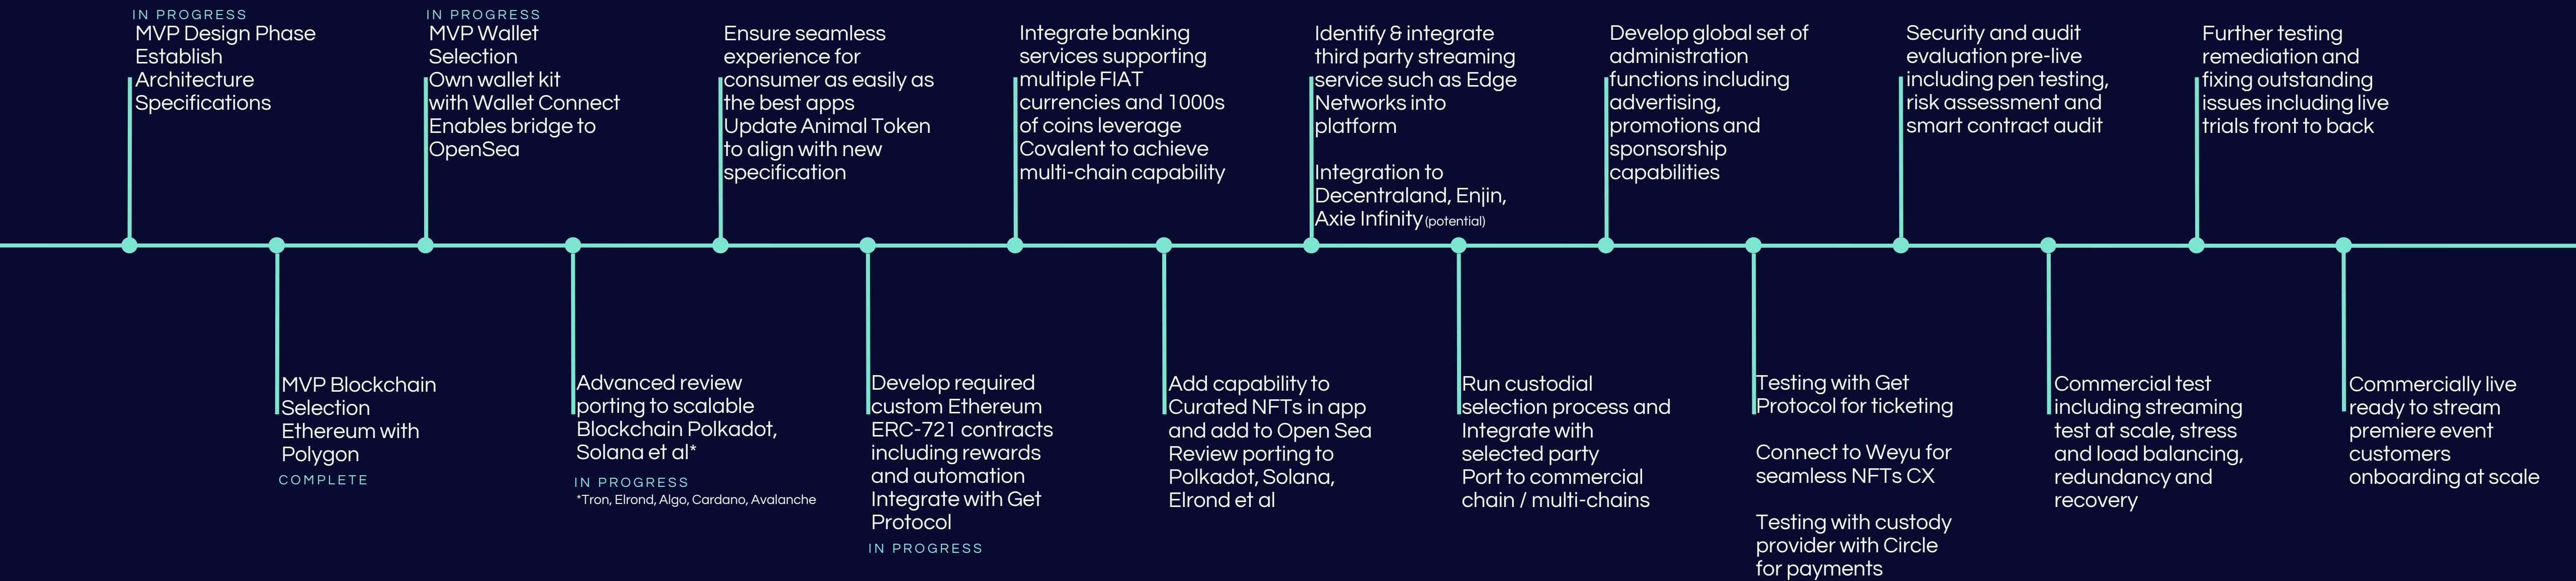 IN PROGRESS
MVP Design Phase
Establish
Architecture
Specifications
MVP Blockchain
Selection
Ethereum with
Polygon
COMPLETE
IN PROGRESS
MVP Wallet
Selection
Own wallet kit
with Wallet Connect
Enables bridge to
OpenSea
Advanced review
porting to scalable
Blockchain Polkadot,
Solana et al*
IN PROGRESS
*Tron, Elrond, Algo, Cardano, Avalanche
Ensure seamless
experience for
consumer as easily as
the best apps
Update Animal Token
to align with new
specification
Develop required
custom Ethereum
ERC-721 contracts
including rewards
and automation
Integrate with Get
Protocol
IN PROGRESS
Integrate banking
services supporting
multiple FIAT
currencies and 1000s
of coins leverage
Covalent to achieve
multi-chain capability
Add capability to
Curated NFTs in app
and add to Open Sea
Review porting to
Polkadot, Solana,
Elrond et al
Identify & integrate
third party streaming
service such as Edge
Networks into
platform
Integration to
Decentraland, Enjin,
Axie Infinity (potential)
Run custodial
selection process and
Integrate with
selected party
Port to commercial
chain / multi-chains
Develop global set of
administration
functions including
advertising,
promotions and
sponsorship
capabilities
Testing with Get
Protocol for ticketing
Connect to Weyu for
seamless NFTs CX
Testing with custody
provider with Circle
for payments
Security and audit
evaluation pre-live
including pen testing,
risk assessment and
smart contract audit
Commercial test
including streaming
test at scale, stress
and load balancing,
redundancy and
recovery
Further testing
remediation and
fixing outstanding
issues including live
trials front to back
Commercially live
ready to stream
premiere event
customers
onboarding at scale